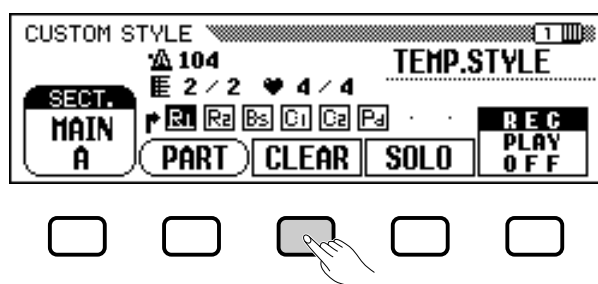 CUSTOM STYLE 1
104 TEMP.STYLE
2/2 4/4
SECT.
MAIN
A
R1 R2 Bs C1 C2 Pd
PART CLEAR SOLO
REC
PLAY
OFF